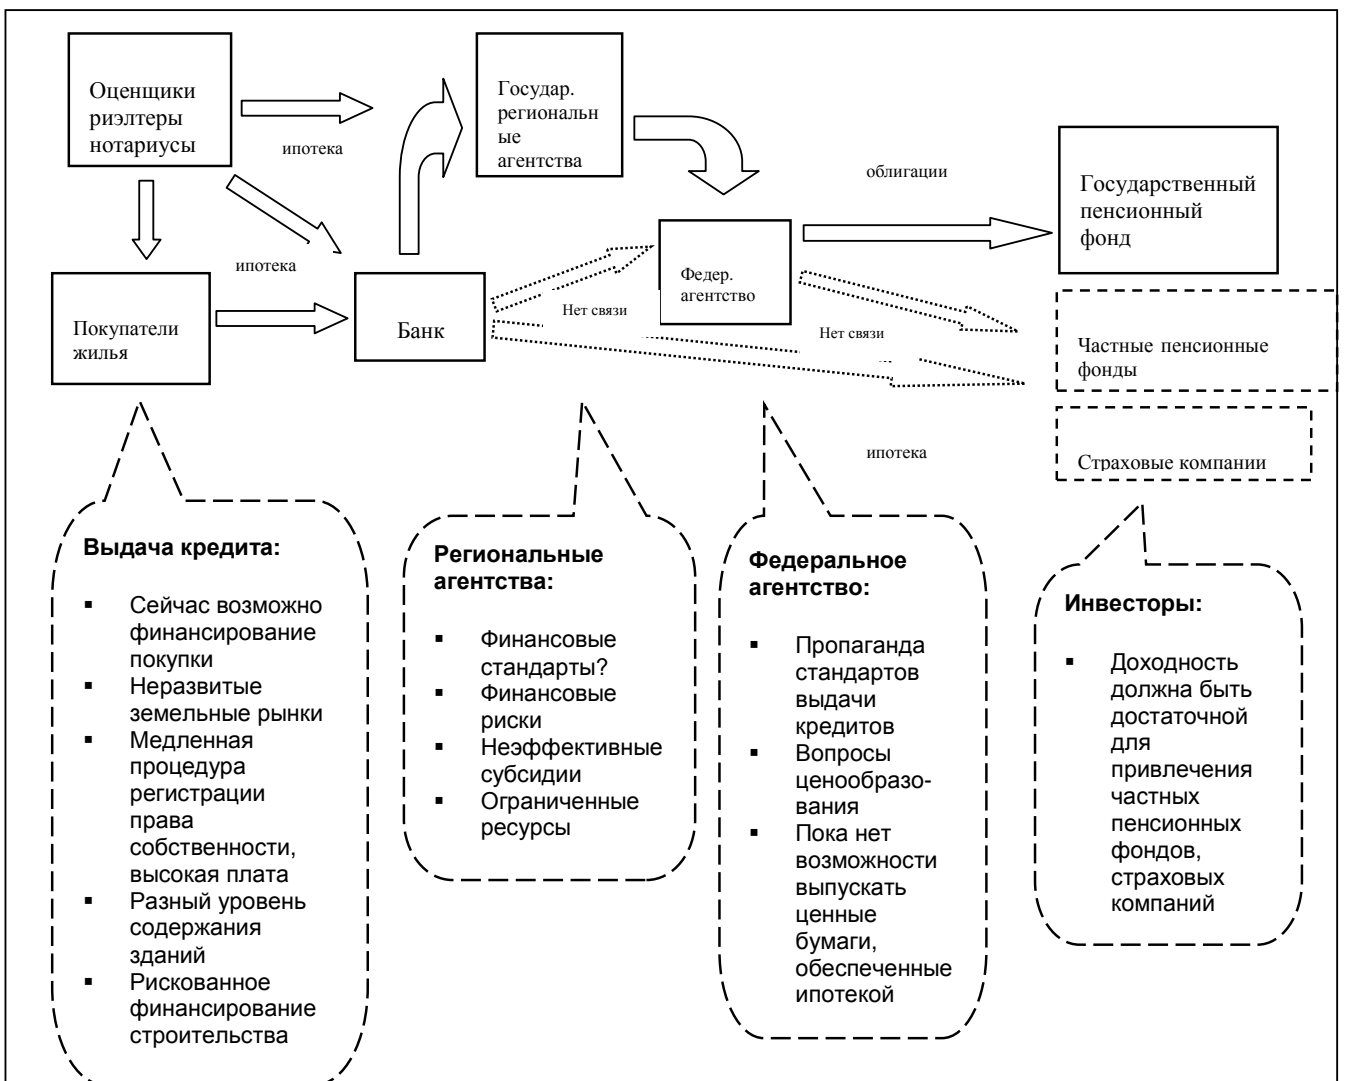 Оценщики
риэлтеры
нотариусы
ипотека
Государ.
региональн
ые
агентства
облигации
Государственный
пенсионный
фонд
ипотека
Покупатели
жилья
Банк
Нет связи
Федер.
агентство
Нет связи
Частные пенсионные
фонды
ипотека
Страховые компании
Выдача кредита:
▪ Сейчас возможно
финансирование
покупки
▪ Неразвитые
земельные рынки
▪ Медленная
процедура
регистрации
права
собственности,
высокая плата
▪ Разный уровень
содержания
зданий
▪ Рискованное
финансирование
строительства
Региональные
агентства:
▪ Финансовые
стандарты?
▪ Финансовые
риски
▪ Неэффективные
субсидии
▪ Ограниченные
ресурсы
Федеральное
агентство:
▪ Пропаганда
стандартов
выдачи
кредитов
▪ Вопросы
ценообразо-
вания
▪ Пока нет
возможности
выпускать
ценные
бумаги,
обеспеченные
ипотекой
Инвесторы:
▪ Доходность
должна быть
достаточной
для
привлечения
частных
пенсионных
фондов,
страховых
компаний